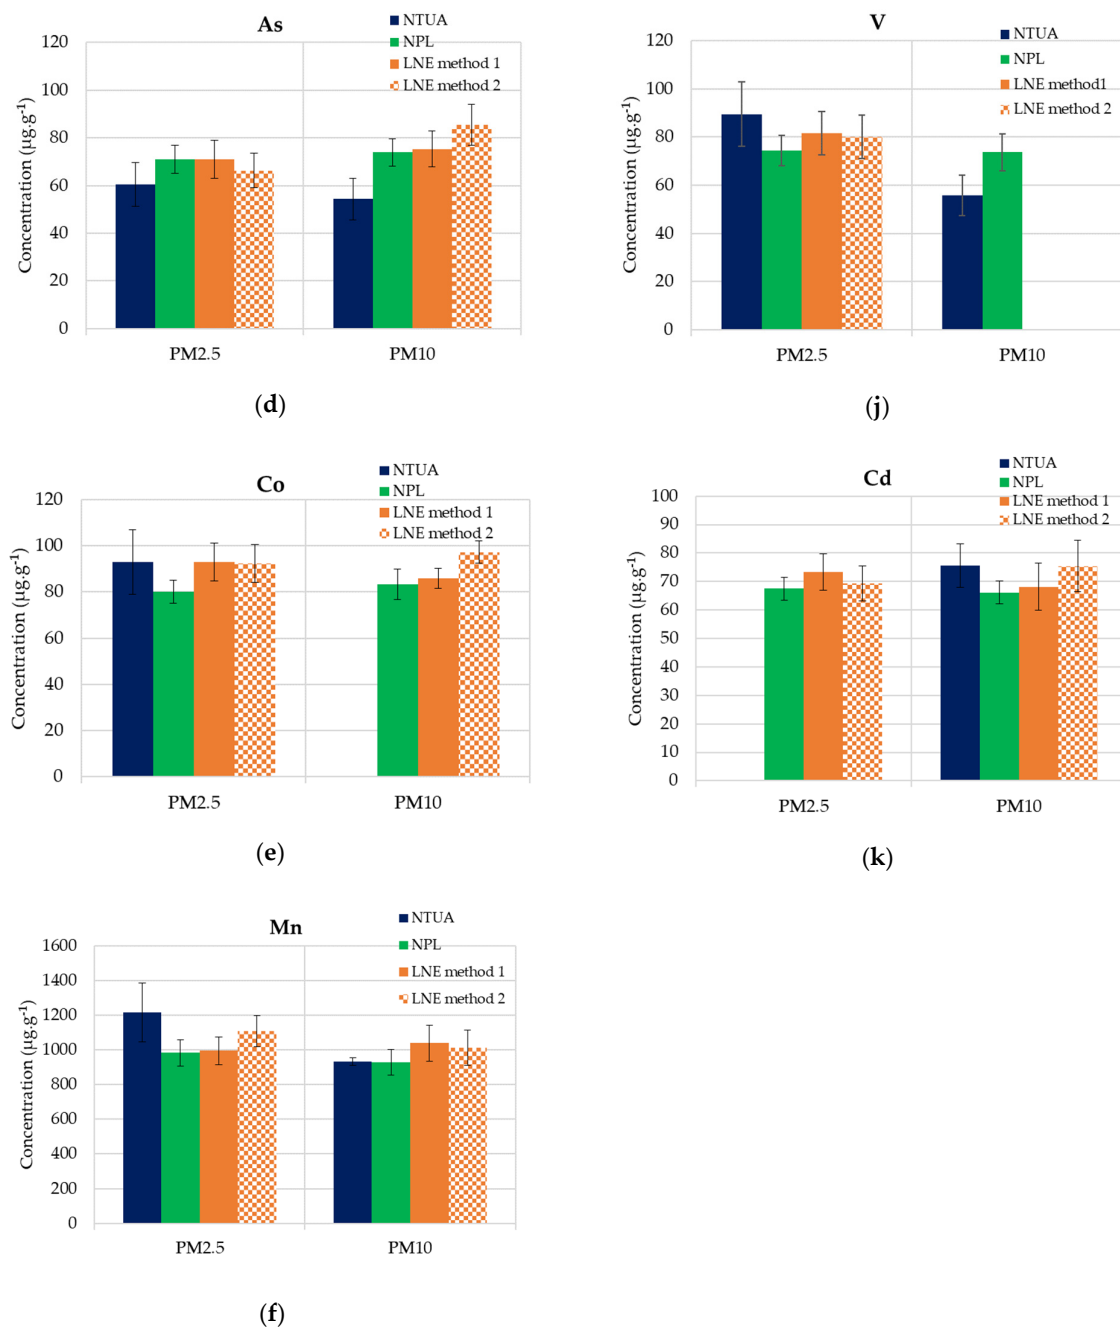 As
NTUA
NPL
LNE method 1
LNE method 2
Concentration (µg.g⁻¹)
120
100
80
60
40
20
0
PM2.5
PM10
(d)
V
NTUA
NPL
LNE method1
LNE method 2
Concentration (µg.g⁻¹)
120
100
80
60
40
20
0
PM2.5
PM10
(j)
Co
NTUA
NPL
LNE method 1
LNE method 2
Concentration (µg.g⁻¹)
120
100
80
60
40
20
0
PM2.5
PM10
(e)
Cd
NTUA
NPL
LNE method 1
LNE method 2
Concentration (µg.g⁻¹)
100
90
80
70
60
50
40
30
20
10
0
PM2.5
PM10
(k)
Mn
NTUA
NPL
LNE method 1
LNE method 2
Concentration (µg.g⁻¹)
1600
1400
1200
1000
800
600
400
200
0
PM2.5
PM10
(f)